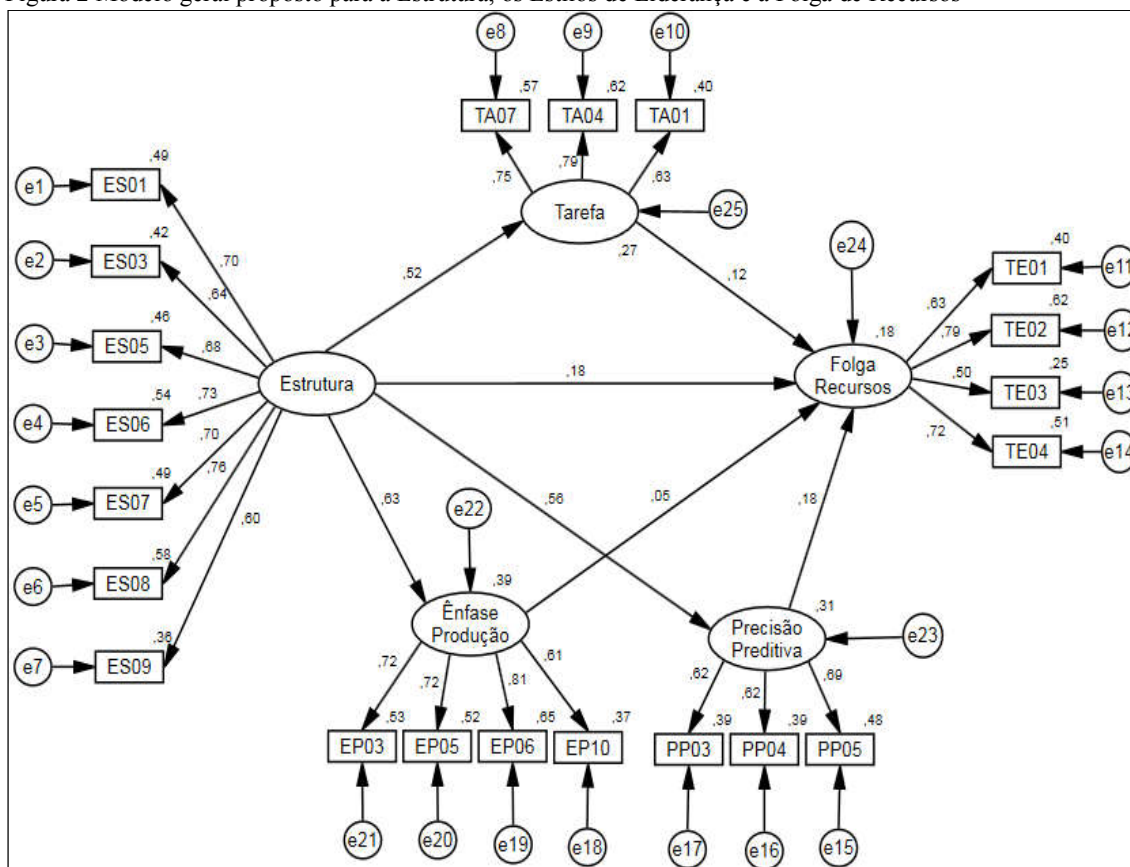 Figura 2 Modelo geral proposto para a Estrutura, os Estilos de Liderança e a Folga de Recursos
e8
e9
e10
,57
,62
,40
TA07
TA04
TA01
,75
,79
,63
Tarefa
e25
,27
,49
e1
ES01
,42
e2
ES03
,46
e3
ES05
,54
e4
ES06
,49
e5
ES07
,58
e6
ES08
,36
e7
ES09
,70
,64
,68
,73
,70
,76
,60
Estrutura
,52
,12
,18
,63
,56
,05
,18
e24
,18
Folga
Recursos
,63
,79
,50
,72
,40
TE01
e11
,62
TE02
e12
,25
TE03
e13
,51
TE04
e14
e22
,39
Ênfase
Produção
,72
,72
,81
,61
,53
,52
,65
,37
EP03
EP05
EP06
EP10
e21
e20
e19
e18
,31
Precisão
Preditiva
e23
,62
,62
,69
,39
,39
,48
PP03
PP04
PP05
e17
e16
e15